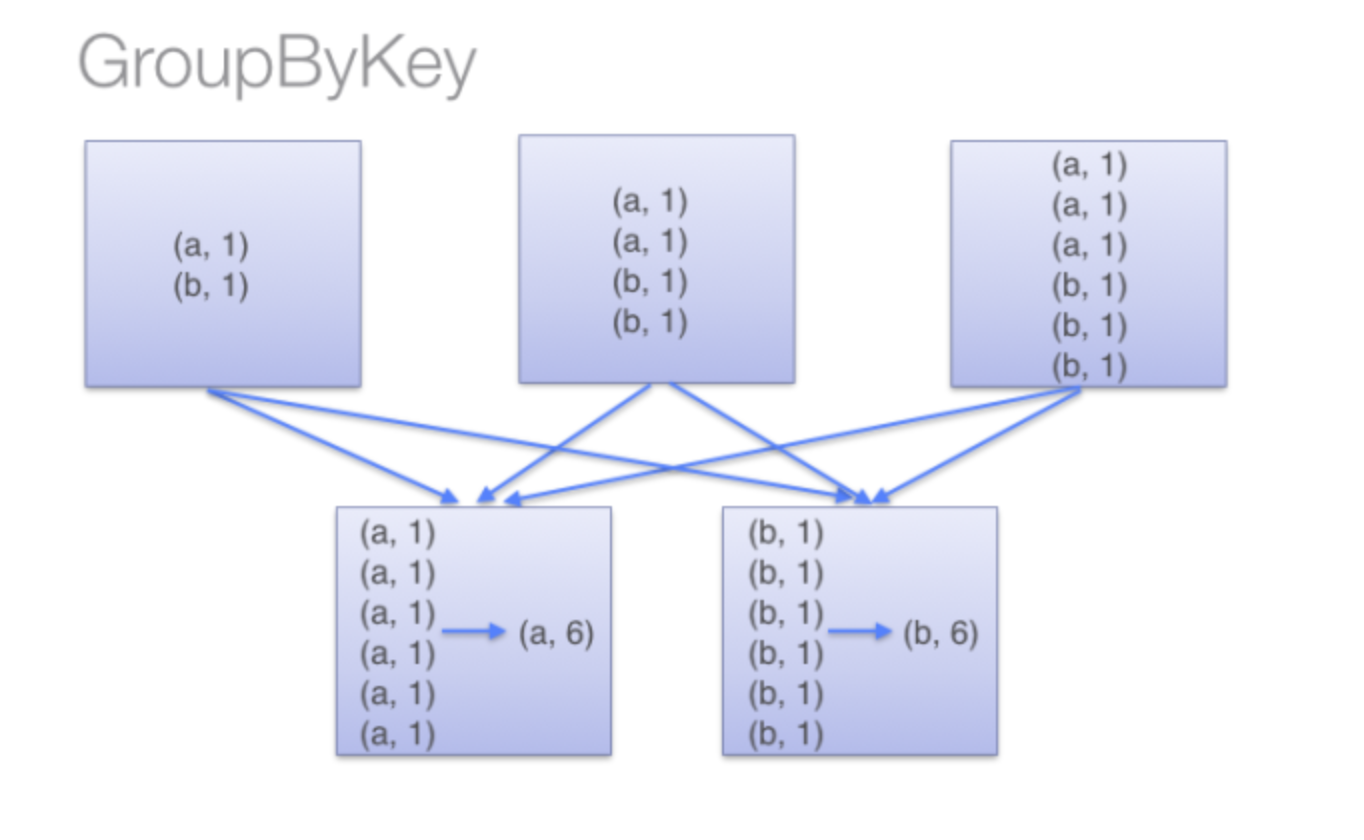 GroupByKey
(a, 1)
(b, 1)
(a, 1)
(a, 1)
(b, 1)
(b, 1)
(a, 1)
(a, 1)
(a, 1)
(b, 1)
(b, 1)
(b, 1)
(a, 1)
(a, 1)
(a, 1)
(a, 1)
(a, 1)
(a, 1)
(a, 6)
(b, 1)
(b, 1)
(b, 1)
(b, 1)
(b, 1)
(b, 1)
(b, 6)